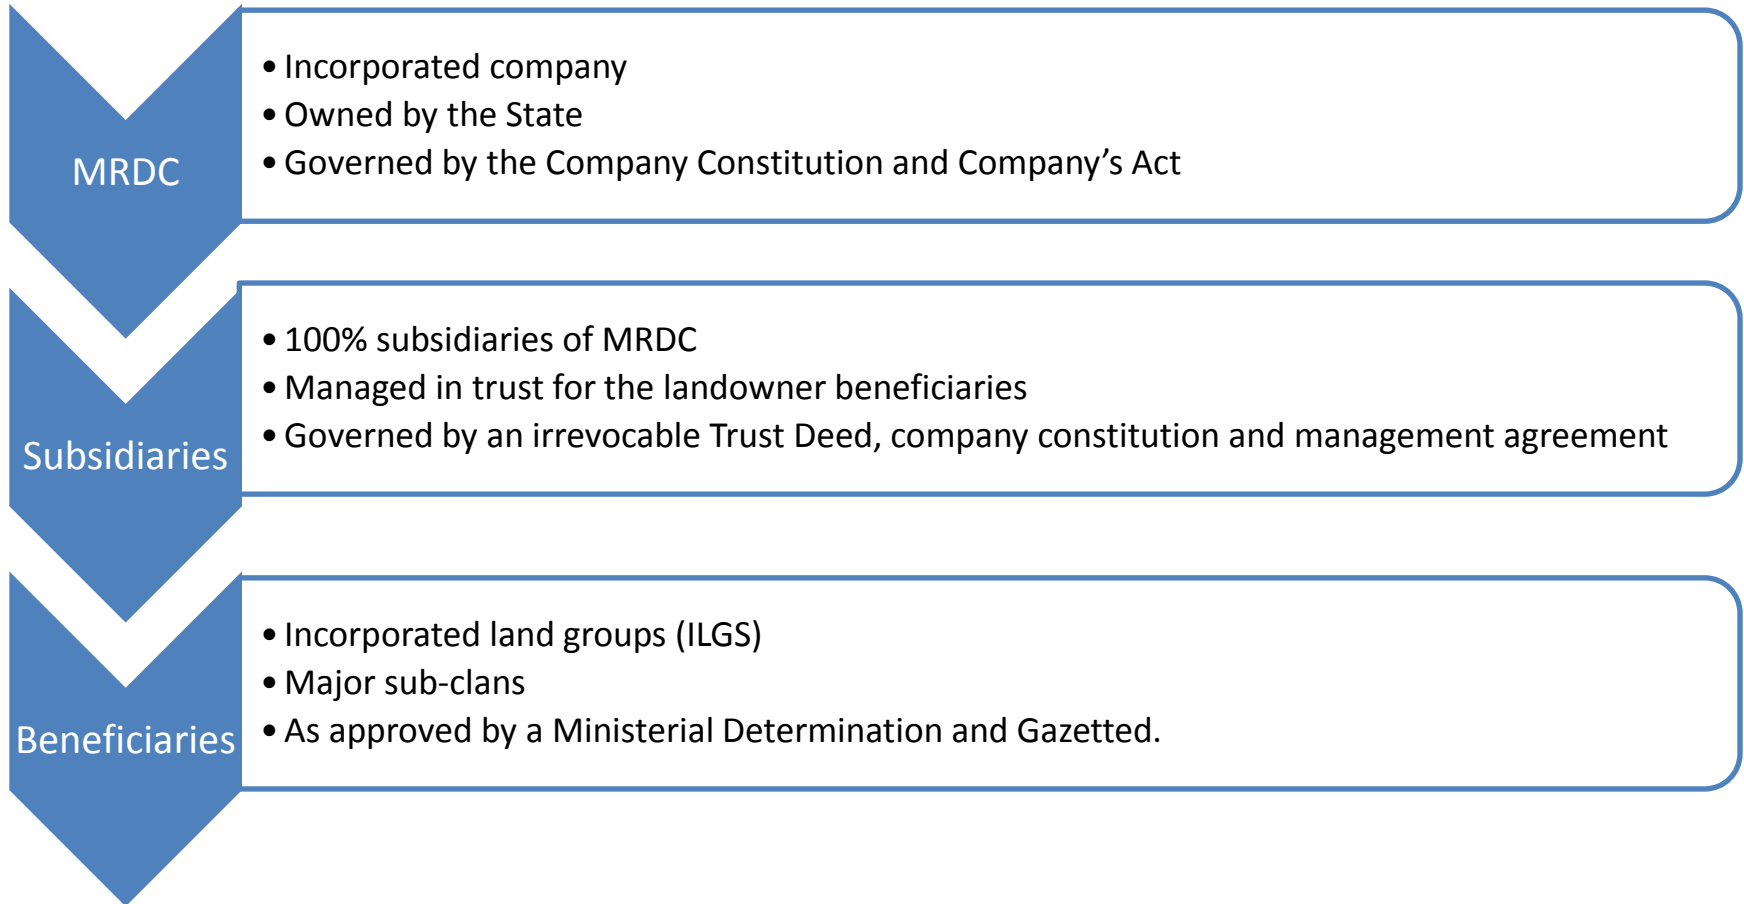 MRDC
• Incorporated company
• Owned by the State
• Governed by the Company Constitution and Company’s Act
Subsidiaries
• 100% subsidiaries of MRDC
• Managed in trust for the landowner beneficiaries
• Governed by an irrevocable Trust Deed, company constitution and management agreement
Beneficiaries
• Incorporated land groups (ILGS)
• Major sub-clans
• As approved by a Ministerial Determination and Gazetted.